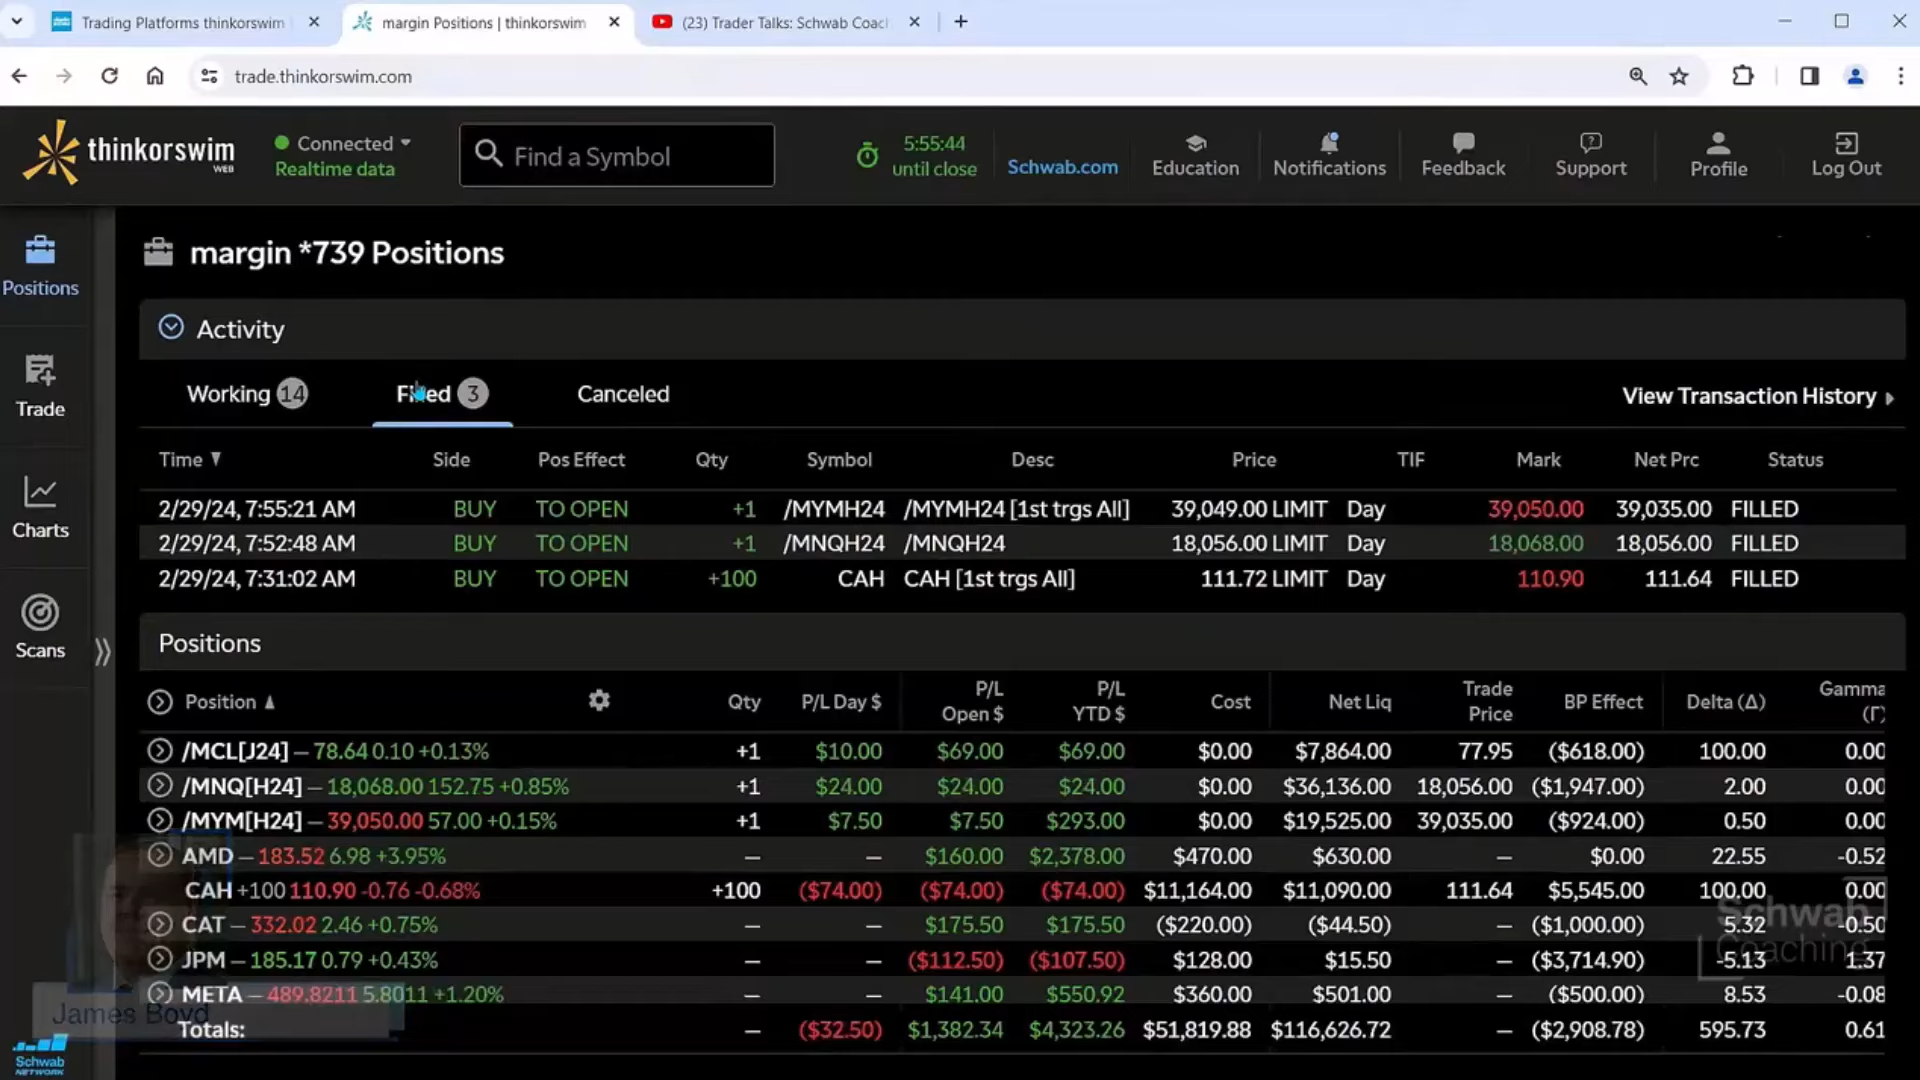 Trading Platforms thinkorswim
margin Positions | thinkorswim
(23) Trader Talks: Schwab Coac
trade.thinkorswim.com
thinkorswim
WEB
Connected
Realtime data
Find a Symbol
5:55:44
until close
Schwab.com
Education
Notifications
Feedback
Support
Profile
Log Out
Positions
Trade
Charts
Scans
margin *739 Positions
Activity
Working 14
Filled 3
Canceled
View Transaction History
Time Side Pos Effect Qty Symbol Desc Price TIF Mark Net Prc Status
2/29/24, 7:55:21 AM BUY TO OPEN +1 /MYMH24 /MYMH24 [1st trgs All] 39,049.00 LIMIT Day 39,050.00 39,035.00 FILLED
2/29/24, 7:52:48 AM BUY TO OPEN +1 /MNQH24 /MNQH24 18,056.00 LIMIT Day 18,068.00 18,056.00 FILLED
2/29/24, 7:31:02 AM BUY TO OPEN +100 CAH CAH [1st trgs All] 111.72 LIMIT Day 110.90 111.64 FILLED
Positions
Position Qty P/L Day $ P/L Open $ P/L YTD $ Cost Net Liq Trade Price BP Effect Delta (Δ) Gamma (Γ)
/MCL[J24] – 78.64 0.10 +0.13% +1 $10.00 $69.00 $69.00 $0.00 $7,864.00 77.95 ($618.00) 100.00 0.00
/MNQ[H24] – 18,068.00 152.75 +0.85% +1 $24.00 $24.00 $24.00 $0.00 $36,136.00 18,056.00 ($1,947.00) 2.00 0.00
/MYM[H24] – 39,050.00 57.00 +0.15% +1 $7.50 $7.50 $293.00 $0.00 $19,525.00 39,035.00 ($924.00) 0.50 0.00
AMD – 183.52 6.98 +3.95% – – $160.00 $2,378.00 $470.00 $630.00 – $0.00 22.55 -0.52
CAH +100 110.90 -0.76 -0.68% +100 ($74.00) ($74.00) ($74.00) $11,164.00 $11,090.00 111.64 $5,545.00 100.00 0.00
CAT – 332.02 2.46 +0.75% – – $175.50 $175.50 ($220.00) ($44.50) – ($1,000.00) 5.32 -0.50
JPM – 185.17 0.79 +0.43% – – ($112.50) ($107.50) $128.00 $15.50 – ($3,714.90) -5.13 1.37
META – 489.8211 5.8011 +1.20% – – $141.00 $550.92 $360.00 $501.00 – ($500.00) 8.53 -0.08
Totals: – ($32.50) $1,382.34 $4,323.26 $51,819.88 $116,626.72 – ($2,908.78) 595.73 0.61
James Boyd
Schwab
NETWORK
Schwab
Coaching